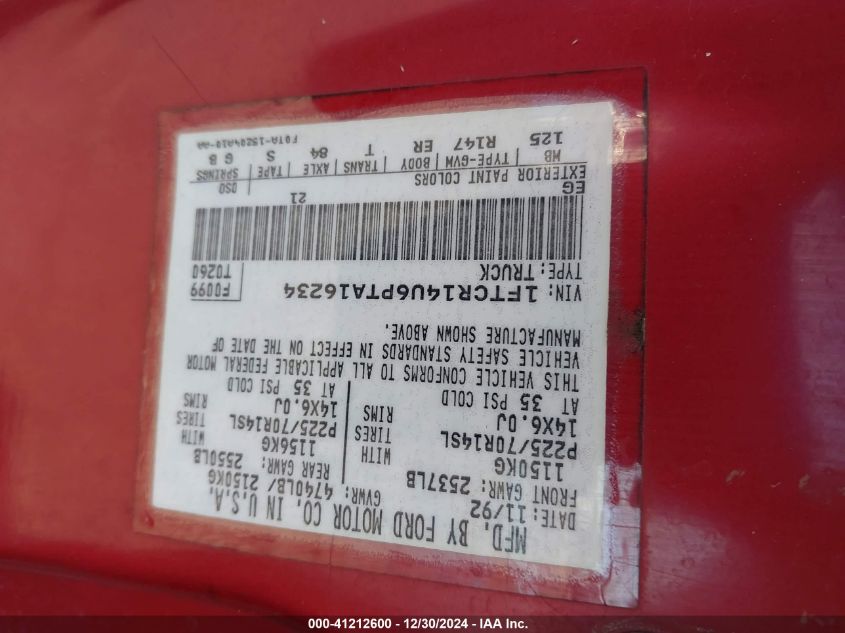 MFD. BY FORD MOTOR CO. IN U.S.A.
DATE: 11/92 GVWR: 4740LB/ 2150KG
FRONT GAWR: 2537LB REAR GAWR: 2550LB
1150KG WITH 1156KG WITH
P225/70R14SL TIRES P225/70R14SL TIRES
14X6.0J RIMS 14X6.0J RIMS
AT 35 PSI COLD AT 35 PSI COLD
THIS VEHICLE CONFORMS TO ALL APPLICABLE FEDERAL MOTOR
VEHICLE SAFETY STANDARDS IN EFFECT ON THE DATE OF
MANUFACTURE SHOWN ABOVE.
VIN: 1FTCR14U6PTA16234 F0099
TYPE: TRUCK T0260
EG 21
EXTERIOR PAINT COLORS DSO
WB TYPE-GVM BODY TRANS AXLE TAPE SPRINGS
125 R147 ER T 84 S G B
F0TA-15204A10-AA
000-41212600 - 12/30/2024 - IAA Inc.